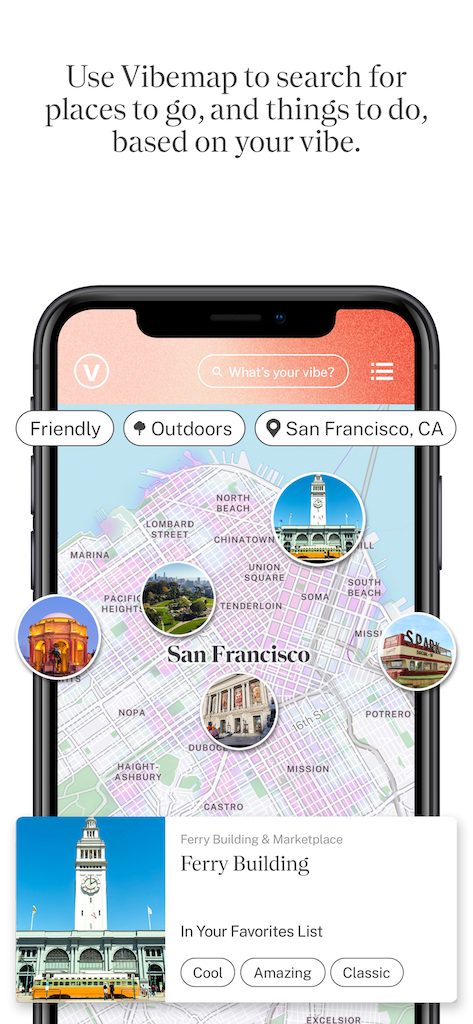 Use Vibemap to search for
places to go, and things to do,
based on your vibe.
V
What's your vibe?
Friendly
Outdoors
San Francisco, CA
NORTH
BEACH
LOMBARD
STREET
CHINATOWN
MARINA
UNION
SQUARE
SOUTH
BEACH
PACIFIC
HEIGHT
TENDERLOIN
SOMA
MISSI
SPARK
SOCIAL
San Francisco
NOPA
16th St
POTRERO
DUBOC
HAIGHT-
ASHBURY
MISSION
CASTRO
Ferry Building & Marketplace
Ferry Building
In Your Favorites List
Cool
Amazing
Classic
EXCELSIOR